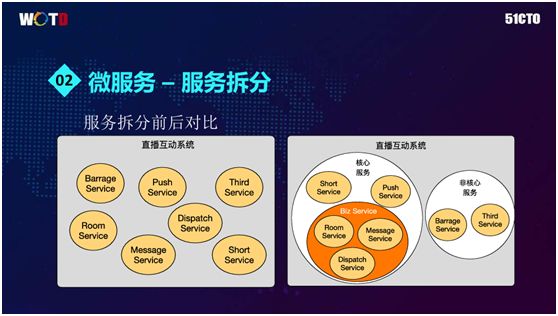 WOTD
51CTO
02
微服务 – 服务拆分
服务拆分前后对比
直播互动系统
Barrage
Service
Push
Service
Third
Service
Room
Service
Dispatch
Service
Message
Service
Short
Service
直播互动系统
核心
服务
Short
Service
Push
Service
Biz Service
Room
Service
Message
Service
Dispatch
Service
非核心
服务
Barrage
Service
Third
Service